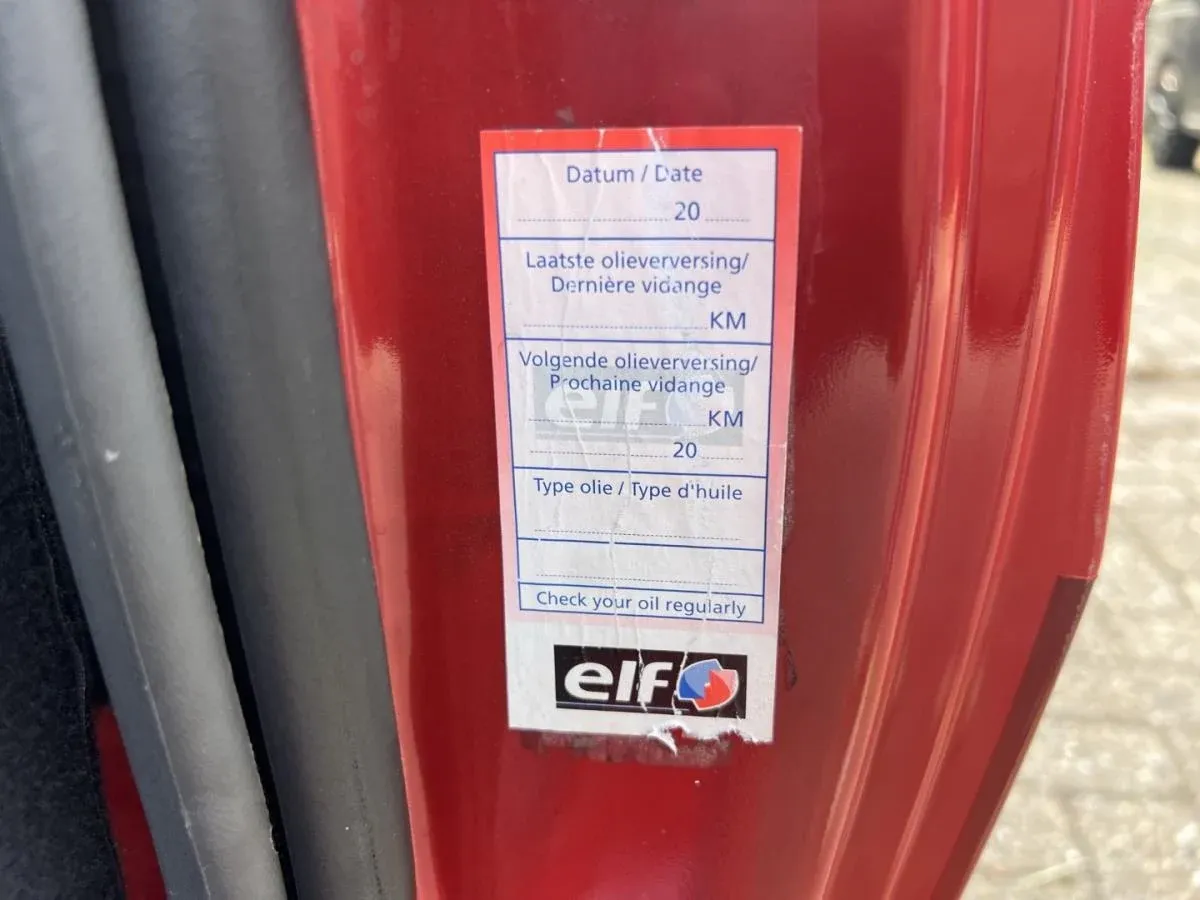 Datum / Date
20
Laatste olieverversing/
Dernière vidange
KM
Volgende olieverversing/
Prochaine vidange
elf
KM
20
Type olie / Type d'huile
Check your oil regularly
elf